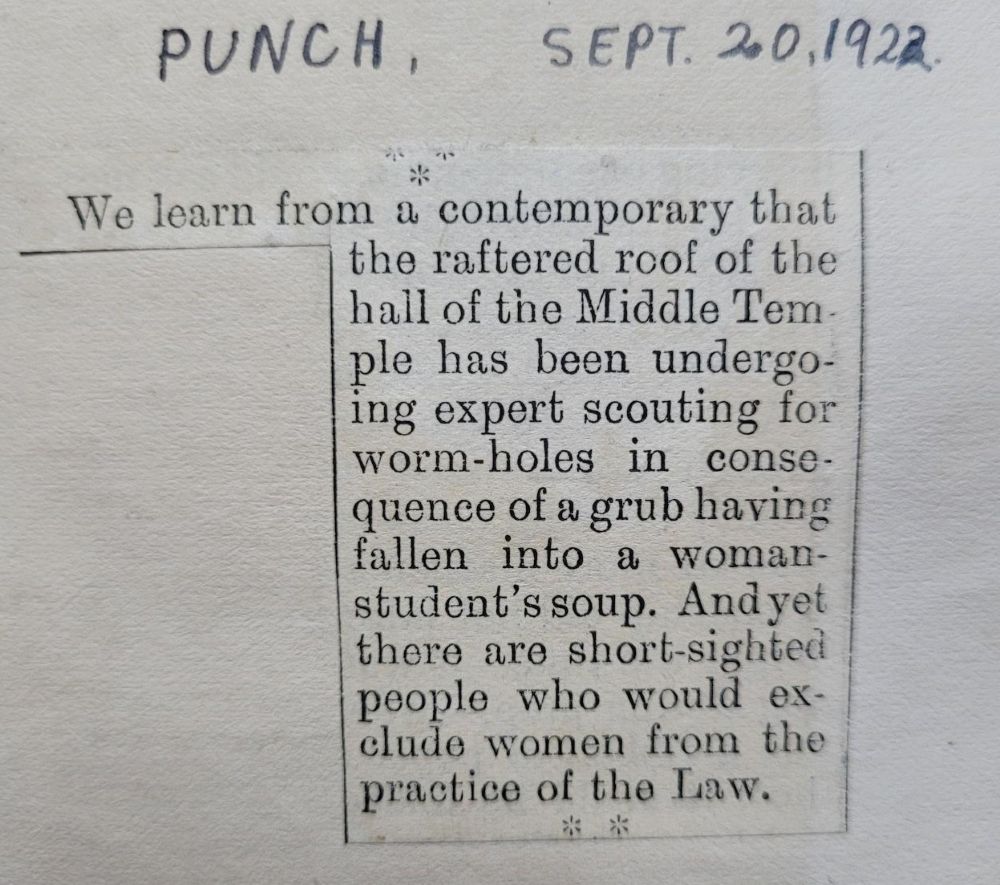 PUNCH, SEPT. 20, 1922.
We learn from a contemporary that
the raftered roof of the
hall of the Middle Tem-
ple has been undergo-
ing expert scouting for
worm-holes in conse-
quence of a grub having
fallen into a woman-
student's soup. And yet
there are short-sighted
people who would ex-
clude women from the
practice of the Law.